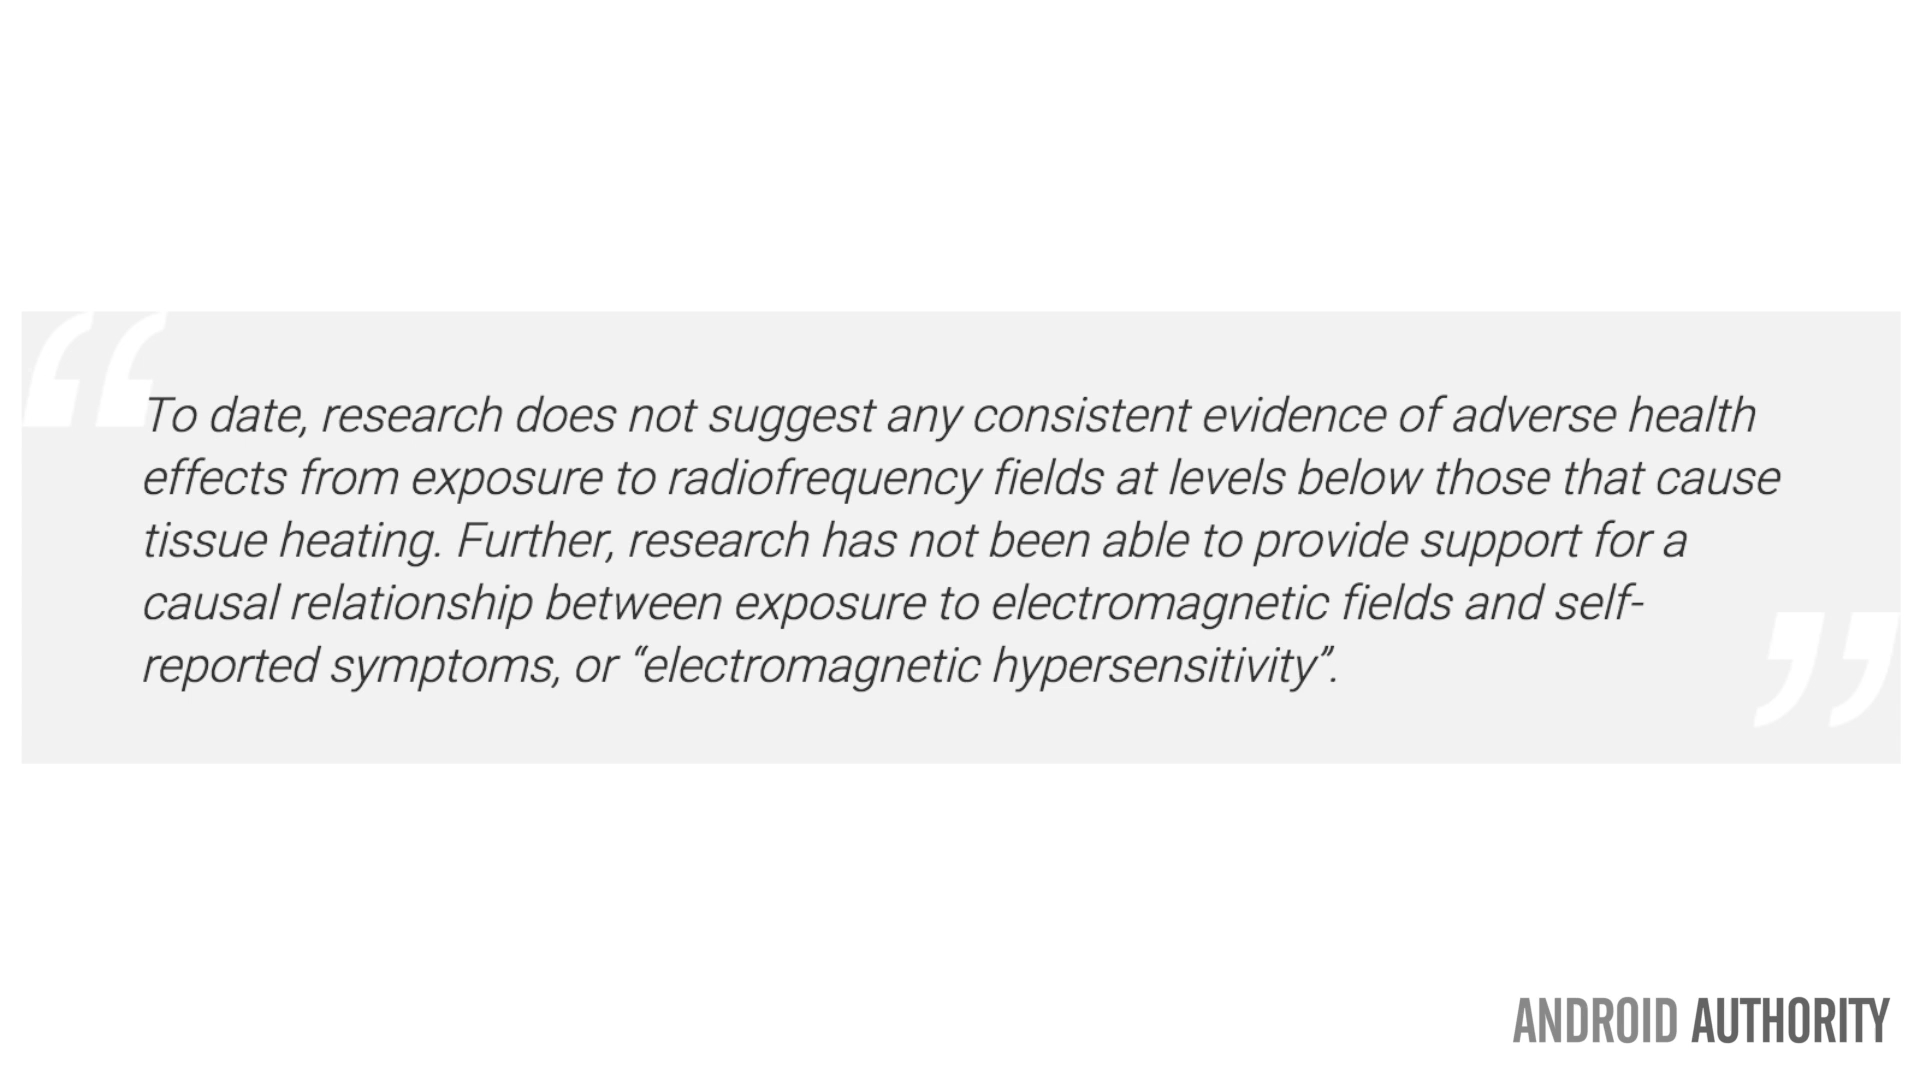 “
To date, research does not suggest any consistent evidence of adverse health
effects from exposure to radiofrequency fields at levels below those that cause
tissue heating. Further, research has not been able to provide support for a
causal relationship between exposure to electromagnetic fields and self-
reported symptoms, or “electromagnetic hypersensitivity”.
”
ANDROID AUTHORITY